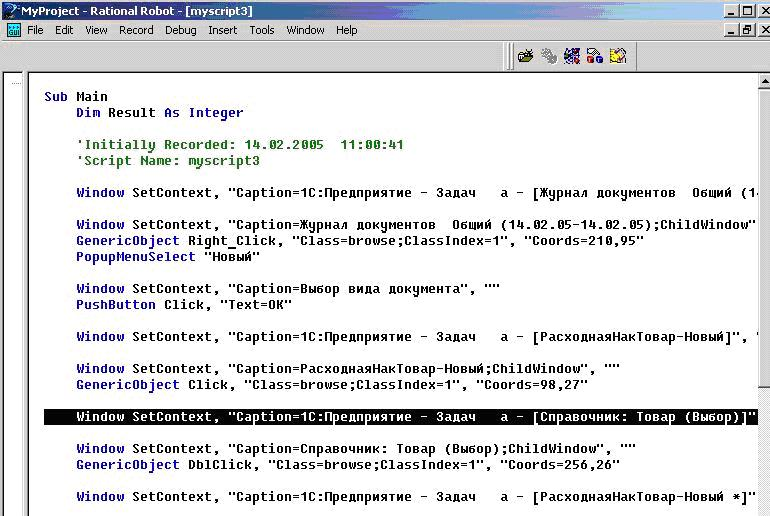 MyProject - Rational Robot - [myscript3]
File Edit View Record Debug Insert Tools Window Help
Sub Main
Dim Result As Integer
'Initially Recorded: 14.02.2005  11:00:41
'Script Name: myscript3
Window SetContext, "Caption=1С:Предприятие - Задач   а - [Журнал документов  Общий (1
Window SetContext, "Caption=Журнал документов  Общий (14.02.05-14.02.05);ChildWindow"
GenericObject Right_Click, "Class=browse;ClassIndex=1", "Coords=210,95"
PopupMenuSelect "Новый"
Window SetContext, "Caption=Выбор вида документа", ""
PushButton Click, "Text=OK"
Window SetContext, "Caption=1С:Предприятие - Задач   а - [РасходнаяНакТовар-Новый]", "
Window SetContext, "Caption=РасходнаяНакТовар-Новый;ChildWindow", ""
GenericObject Click, "Class=browse;ClassIndex=1", "Coords=98,27"
Window SetContext, "Caption=1С:Предприятие - Задач   а - [Справочник: Товар (Выбор)]"
Window SetContext, "Caption=Справочник: Товар (Выбор);ChildWindow", ""
GenericObject DblClick, "Class=browse;ClassIndex=1", "Coords=256,26"
Window SetContext, "Caption=1С:Предприятие - Задач   а - [РасходнаяНакТовар-Новый *]"